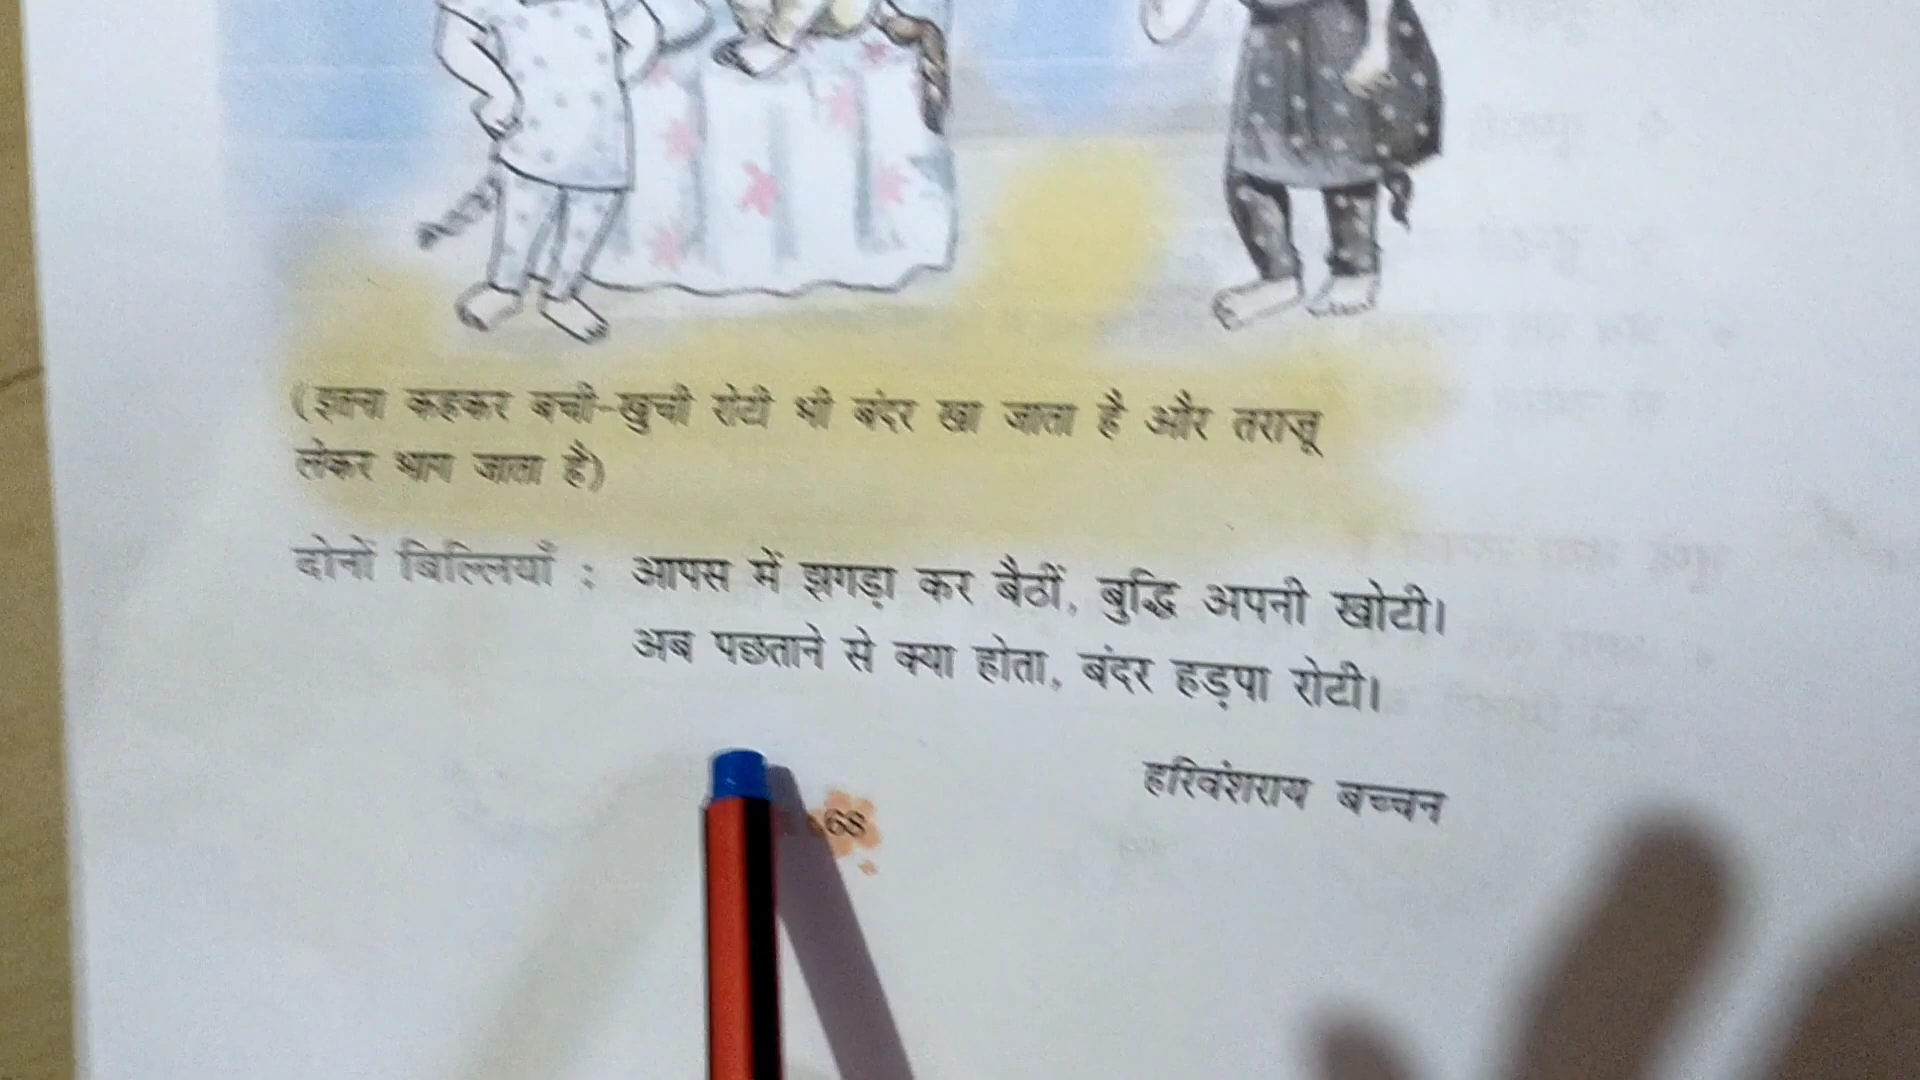 (इतना कहकर बची-खुची रोटी भी बंदर खा जाता है और तराजू
लेकर भाग जाता है)
दोनों बिल्लियाँ : आपस में झगड़ा कर बैठीं, बुद्धि अपनी खोटी।
अब पछताने से क्या होता, बंदर हड़पा रोटी।
हरिवंशराय बच्चन
68